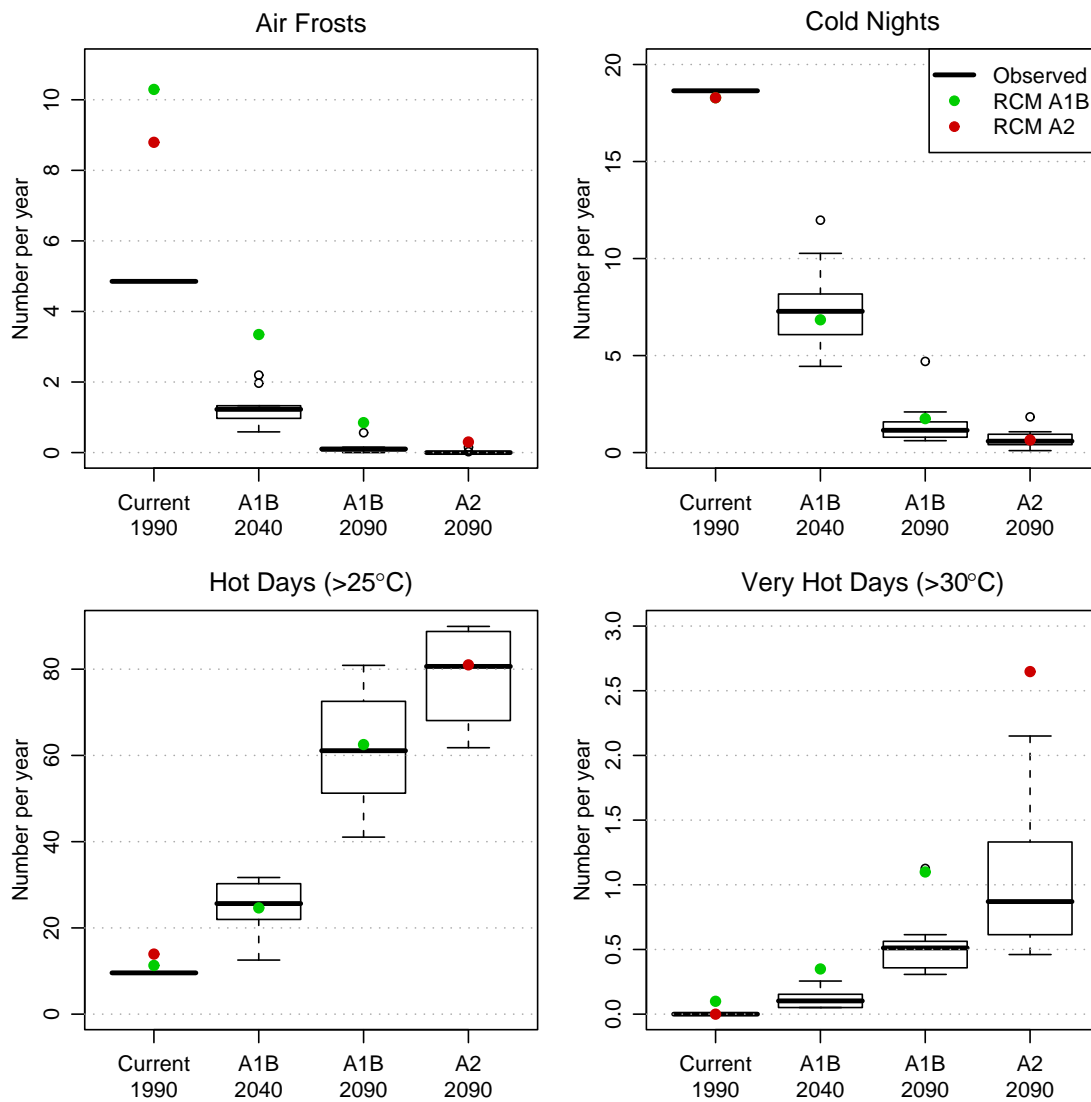 Air Frosts
Number per year
10
8
6
4
2
0
Current A1B A1B A2
1990 2040 2090 2090
Cold Nights
Number per year
20
15
10
5
0
Observed
RCM A1B
RCM A2
Current A1B A1B A2
1990 2040 2090 2090
Hot Days (>25°C)
Number per year
80
60
40
20
0
Current A1B A1B A2
1990 2040 2090 2090
Very Hot Days (>30°C)
Number per year
3.0
2.5
2.0
1.5
1.0
0.5
0.0
Current A1B A1B A2
1990 2040 2090 2090